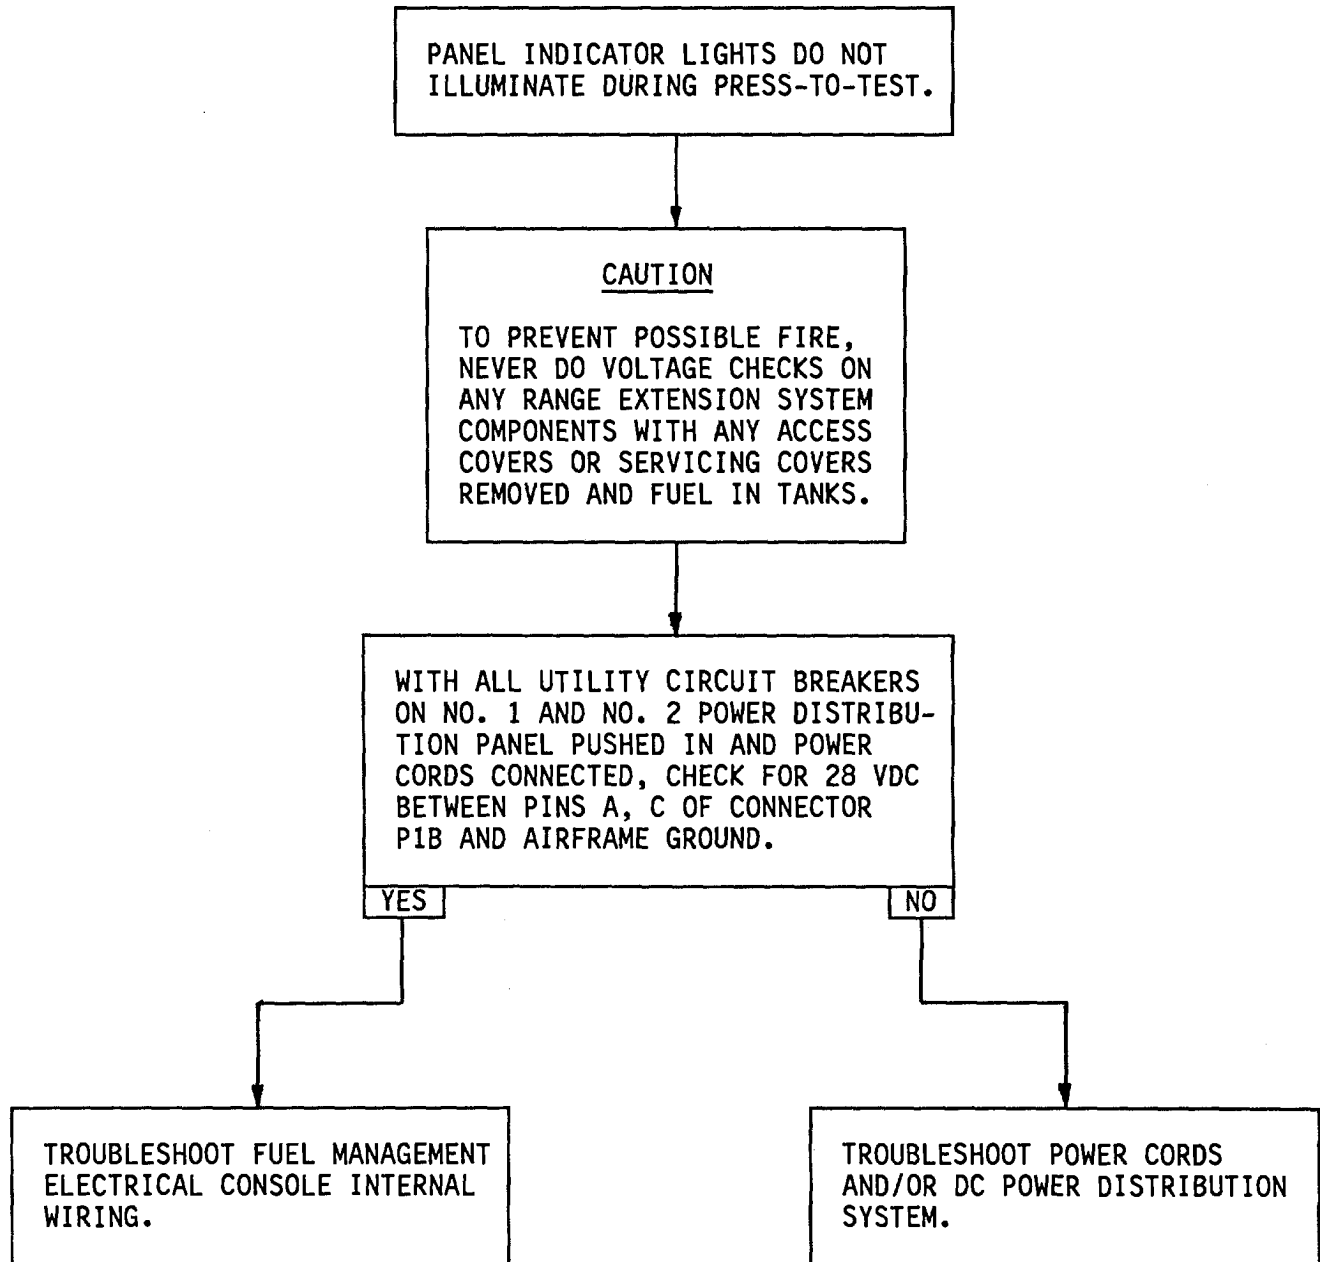 PANEL INDICATOR LIGHTS DO NOT
ILLUMINATE DURING PRESS-TO-TEST.
CAUTION
TO PREVENT POSSIBLE FIRE,
NEVER DO VOLTAGE CHECKS ON
ANY RANGE EXTENSION SYSTEM
COMPONENTS WITH ANY ACCESS
COVERS OR SERVICING COVERS
REMOVED AND FUEL IN TANKS.
WITH ALL UTILITY CIRCUIT BREAKERS
ON NO. 1 AND NO. 2 POWER DISTRIBU-
TION PANEL PUSHED IN AND POWER
CORDS CONNECTED, CHECK FOR 28 VDC
BETWEEN PINS A, C OF CONNECTOR
P1B AND AIRFRAME GROUND.
YES
NO
TROUBLESHOOT FUEL MANAGEMENT
ELECTRICAL CONSOLE INTERNAL
WIRING.
TROUBLESHOOT POWER CORDS
AND/OR DC POWER DISTRIBUTION
SYSTEM.